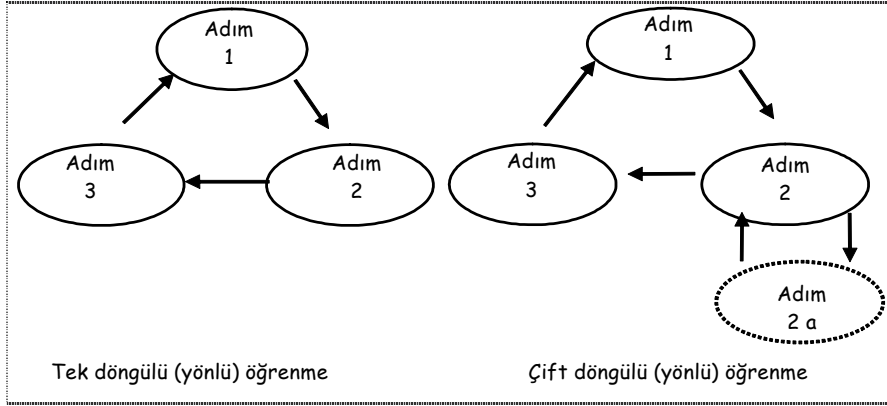 Adım
1
Adım
2
Adım
3
Tek döngülü (yönlü) öğrenme
Adım
1
Adım
2
Adım
3
Adım
2 a
Çift döngülü (yönlü) öğrenme